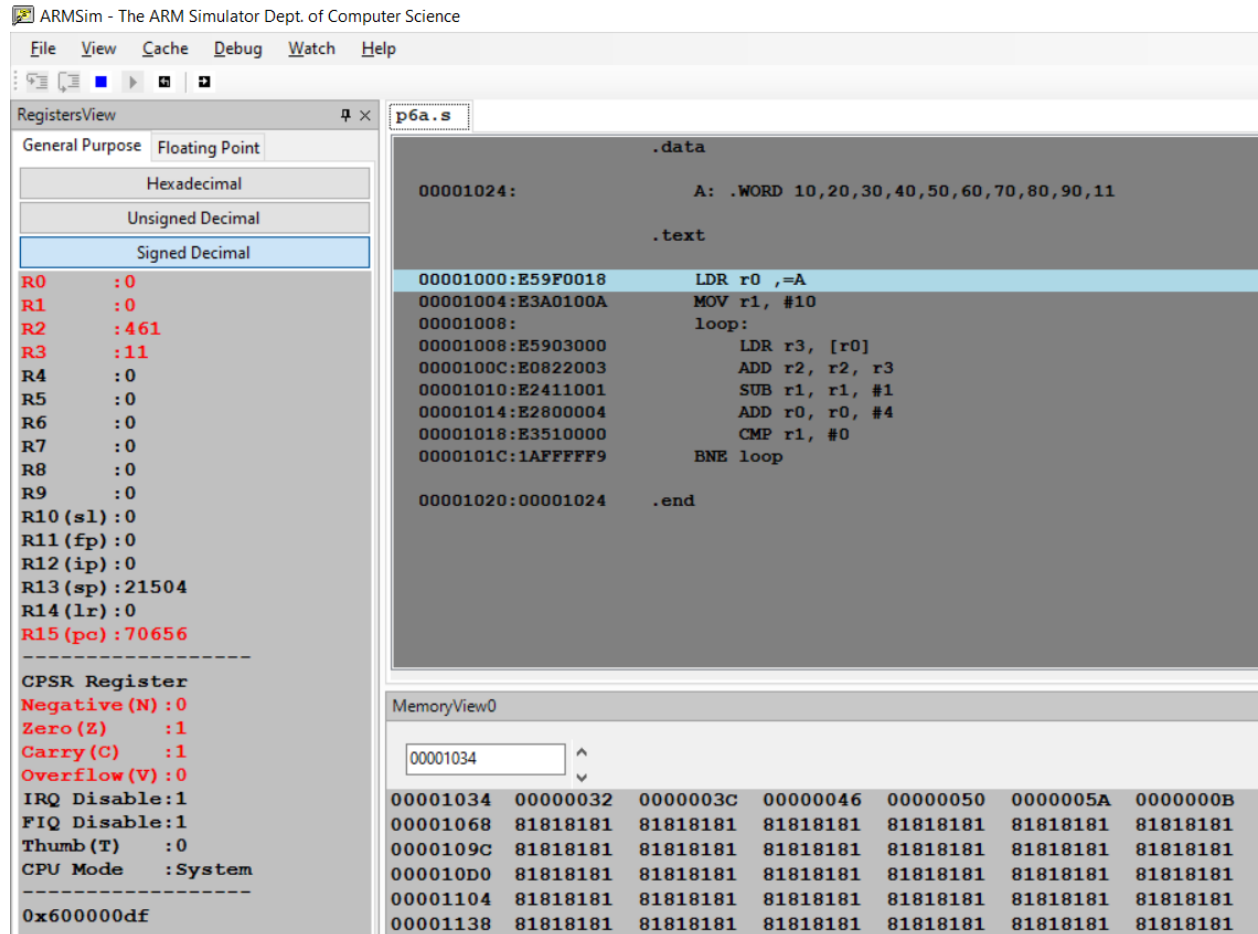 ARMSim - The ARM Simulator Dept. of Computer Science
File View Cache Debug Watch Help
RegistersView
General Purpose Floating Point
Hexadecimal
Unsigned Decimal
Signed Decimal
R0 :0
R1 :0
R2 :461
R3 :11
R4 :0
R5 :0
R6 :0
R7 :0
R8 :0
R9 :0
R10(sl):0
R11(fp):0
R12(ip):0
R13(sp):21504
R14(lr):0
R15(pc):70656
-------------------
CPSR Register
Negative(N):0
Zero(Z) :1
Carry(C) :1
Overflow(V):0
IRQ Disable:1
FIQ Disable:1
Thumb(T) :0
CPU Mode :System
-------------------
0x600000df
p6a.s
.data
00001024: A: .WORD 10,20,30,40,50,60,70,80,90,11
.text
00001000:E59F0018 LDR r0 ,=A
00001004:E3A0100A MOV r1, #10
00001008: loop:
00001008:E5903000 LDR r3, [r0]
0000100C:E0822003 ADD r2, r2, r3
00001010:E2411001 SUB r1, r1, #1
00001014:E2800004 ADD r0, r0, #4
00001018:E3510000 CMP r1, #0
0000101C:1AFFFFF9 BNE loop
00001020:00001024 .end
MemoryView0
00001034
00001034 00000032 0000003C 00000046 00000050 0000005A 0000000B
00001068 81818181 81818181 81818181 81818181 81818181 81818181
0000109C 81818181 81818181 81818181 81818181 81818181 81818181
000010D0 81818181 81818181 81818181 81818181 81818181 81818181
00001104 81818181 81818181 81818181 81818181 81818181 81818181
00001138 81818181 81818181 81818181 81818181 81818181 81818181